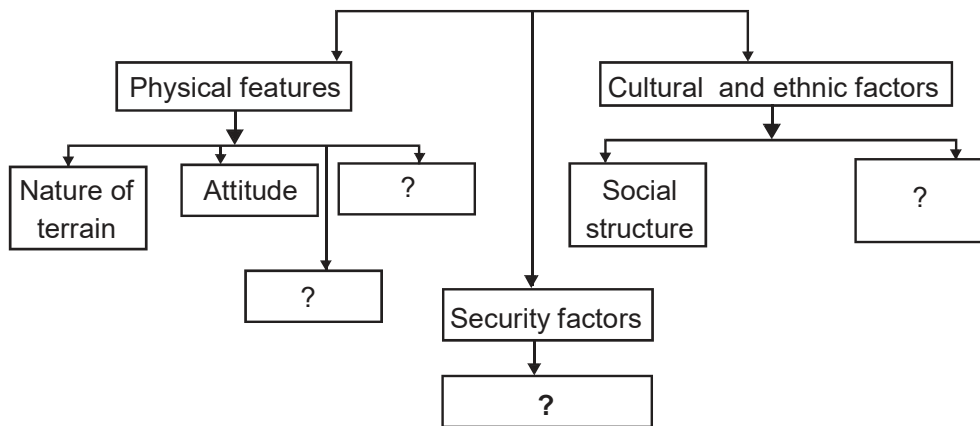 Physical features
Cultural and ethnic factors
Nature of
terrain
Attitude
?
Social
structure
?
?
Security factors
?